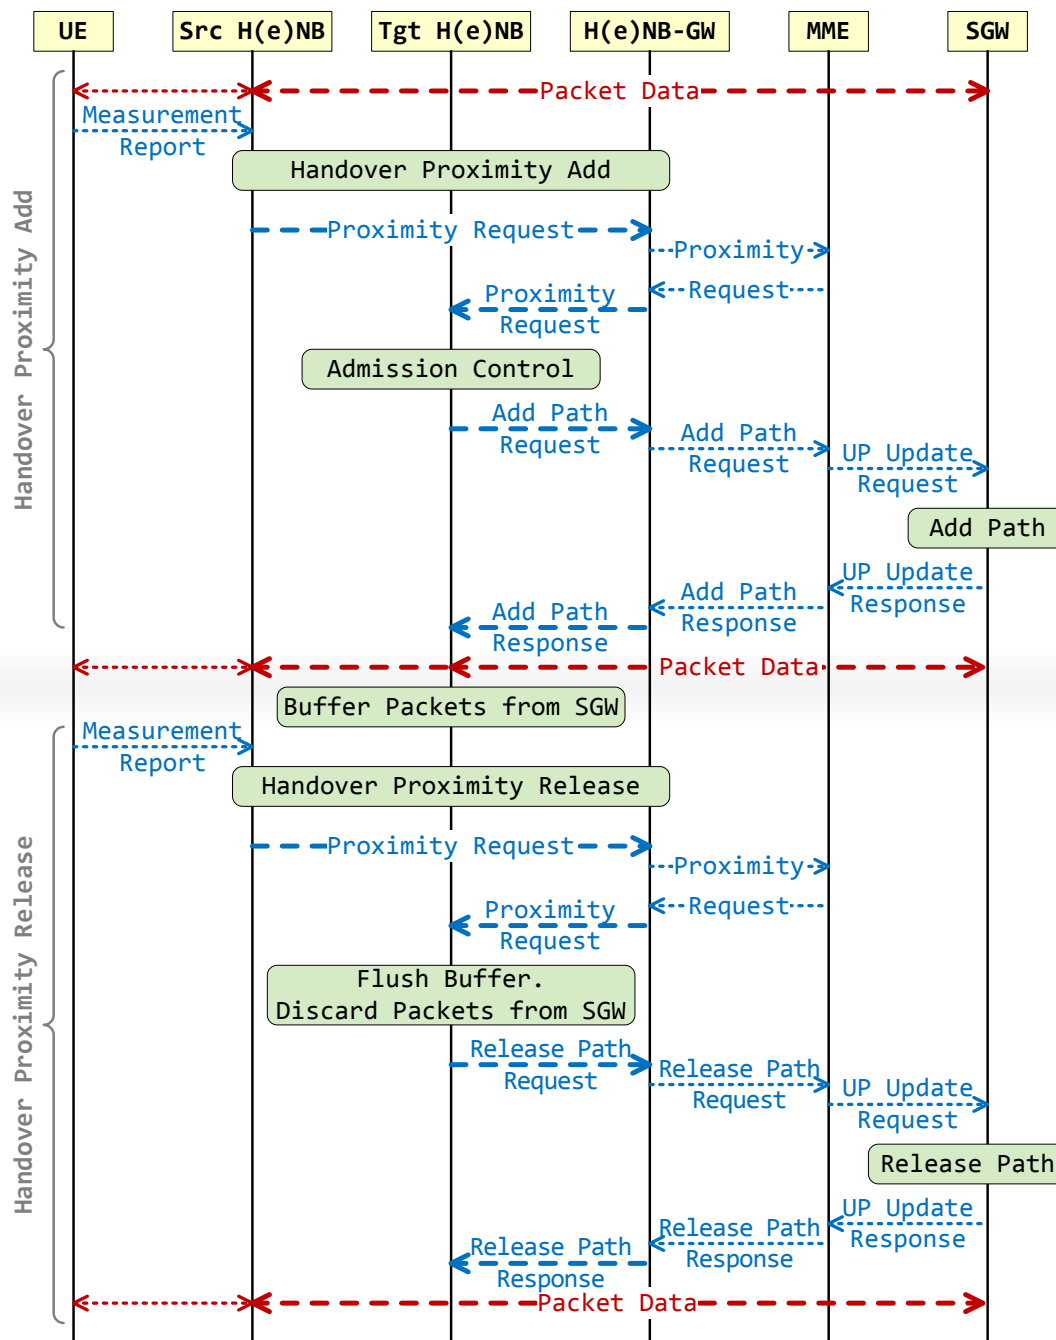 UE
Src H(e)NB
Tgt H(e)NB
H(e)NB-GW
MME
SGW
Handover Proximity Add
Packet Data
Measurement
Report
Handover Proximity Add
Proximity Request
Proximity
Request
Proximity
Request
Admission Control
Add Path
Request
Add Path
Request
UP Update
Request
Add Path
UP Update
Response
Add Path
Response
Add Path
Response
Packet Data
Buffer Packets from SGW
Handover Proximity Release
Measurement
Report
Handover Proximity Release
Proximity Request
Proximity
Request
Proximity
Request
Flush Buffer.
Discard Packets from SGW
Release Path
Request
Release Path
Request
UP Update
Request
Release Path
UP Update
Response
Release Path
Response
Release Path
Response
Packet Data